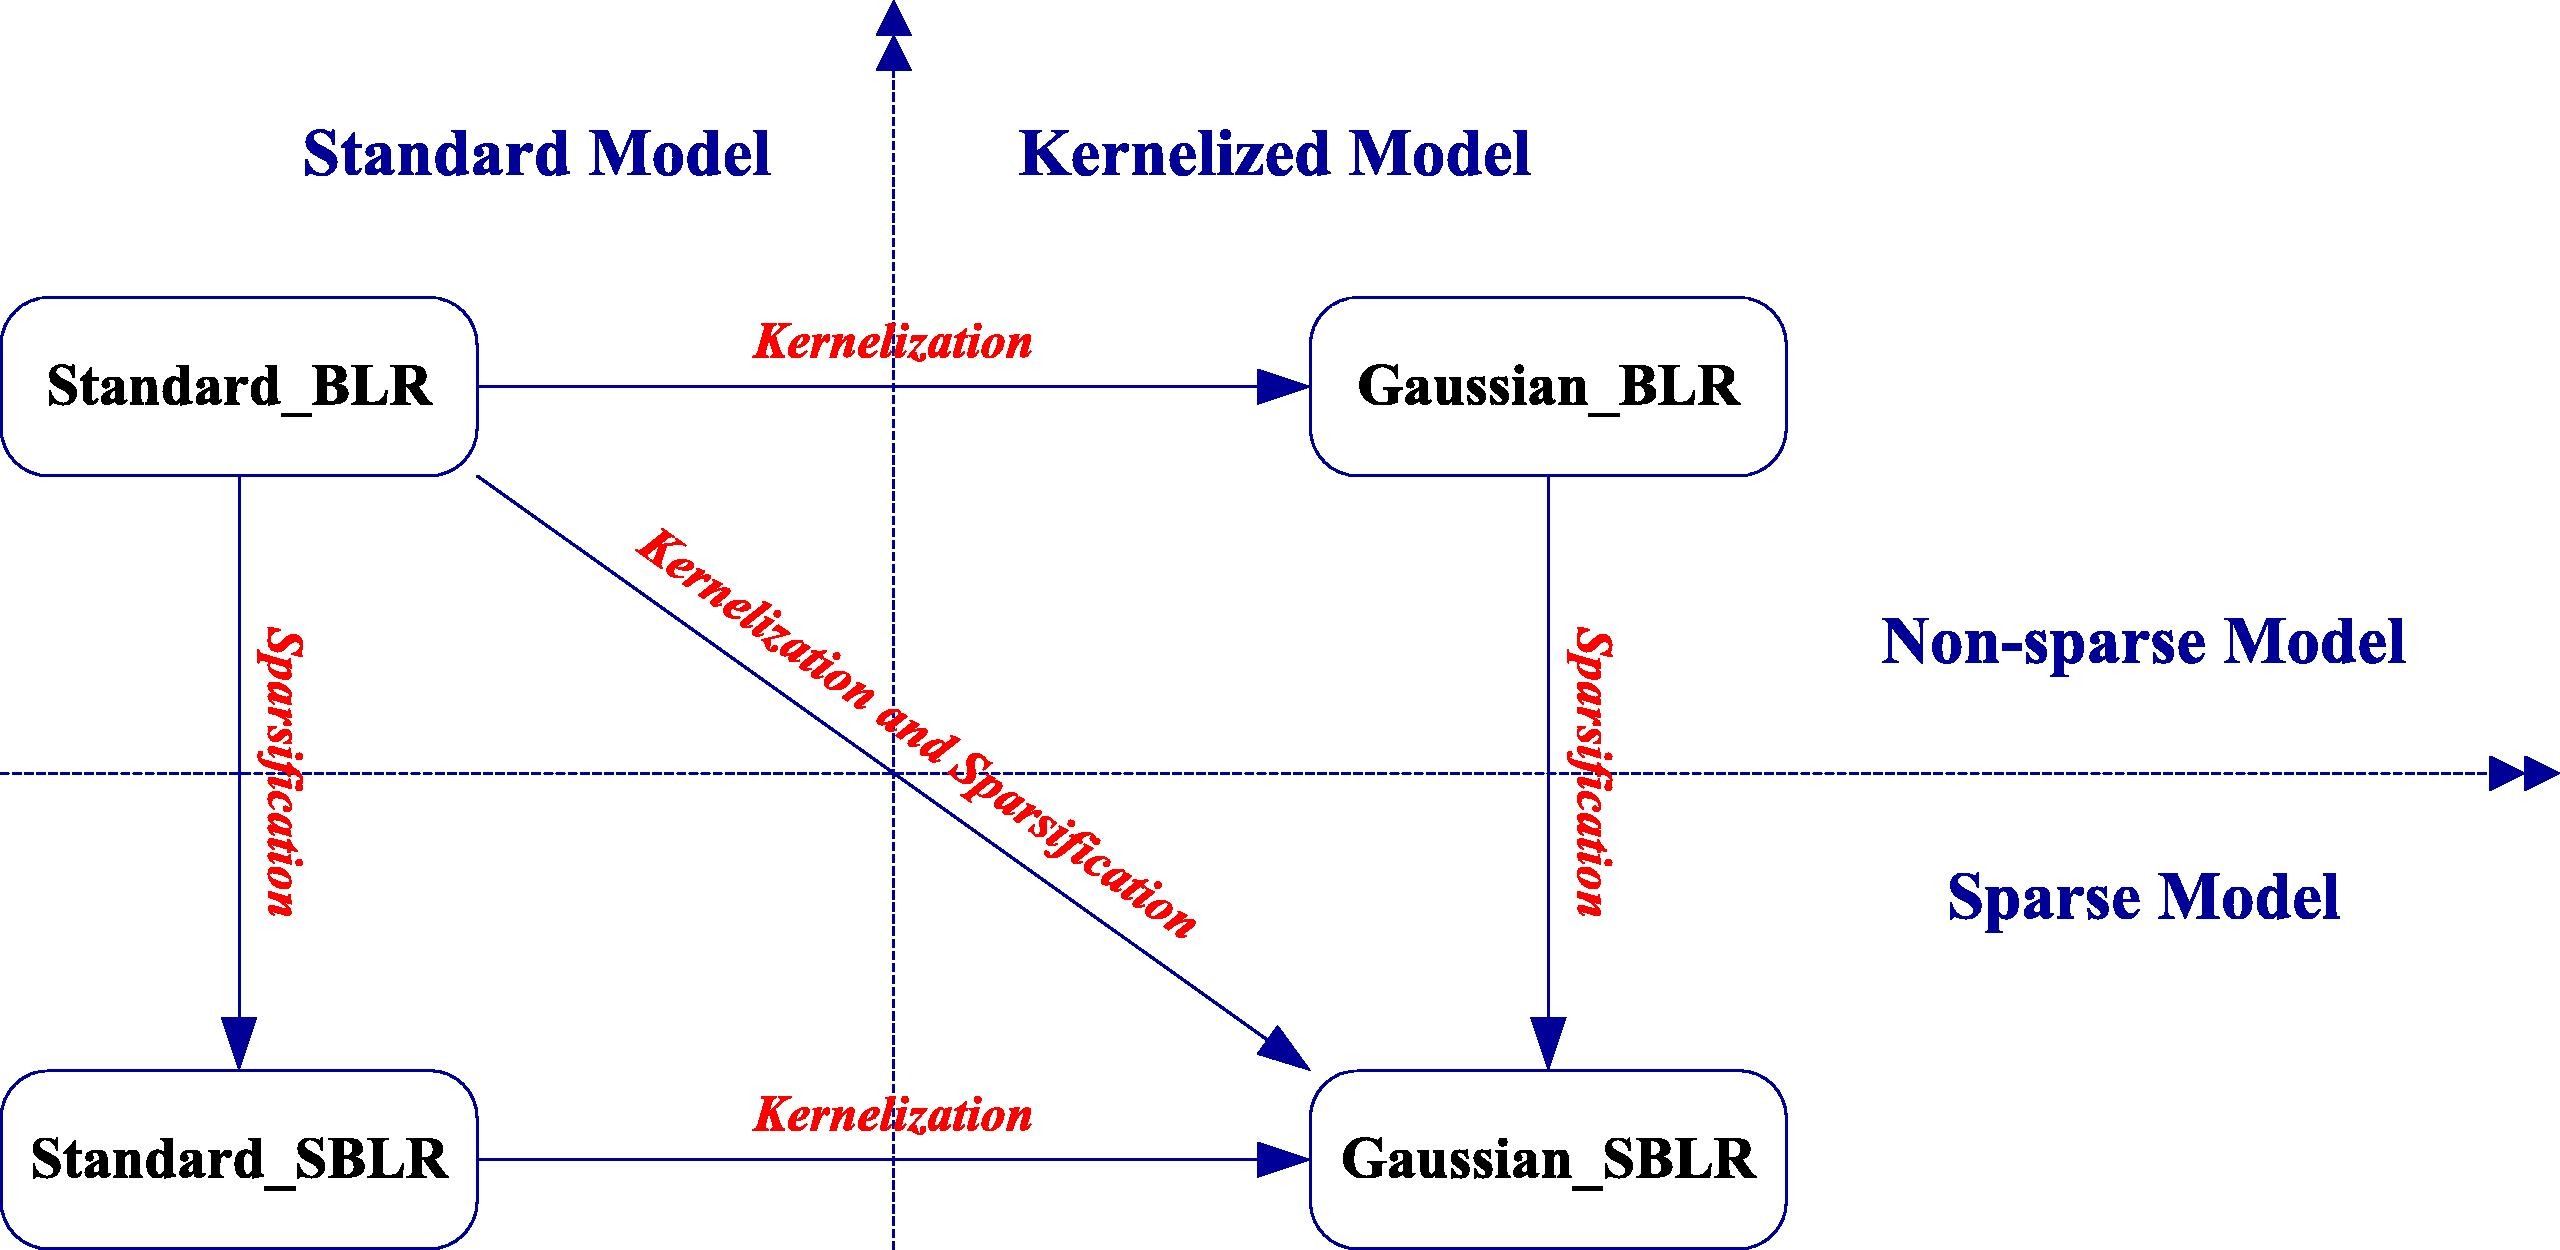 Standard Model
Kernelized Model
Kernelization
Standard_BLR
Gaussian_BLR
Kernelization and Sparsification
Sparsification
Sparsification
Non-sparse Model
Sparse Model
Kernelization
Standard_SBLR
Gaussian_SBLR